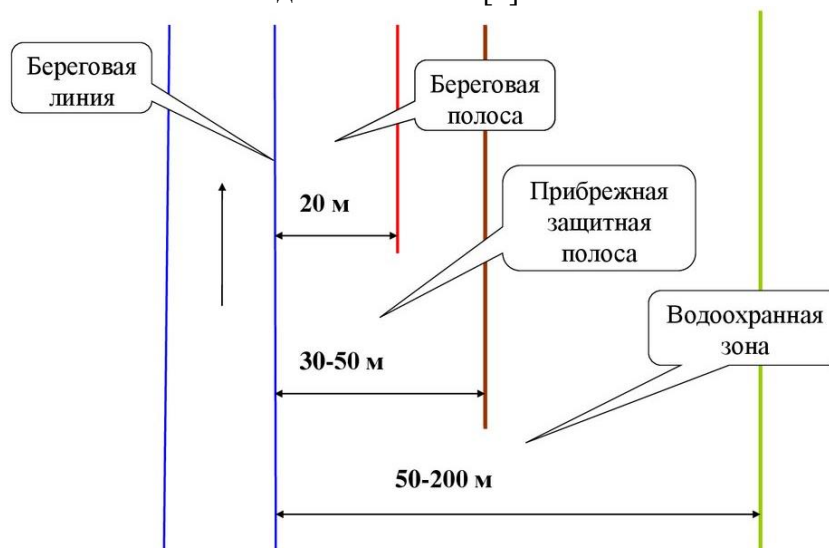 Береговая
линия
Береговая
полоса
20 м
Прибрежная
защитная
полоса
30-50 м
Водоохранная
зона
50-200 м